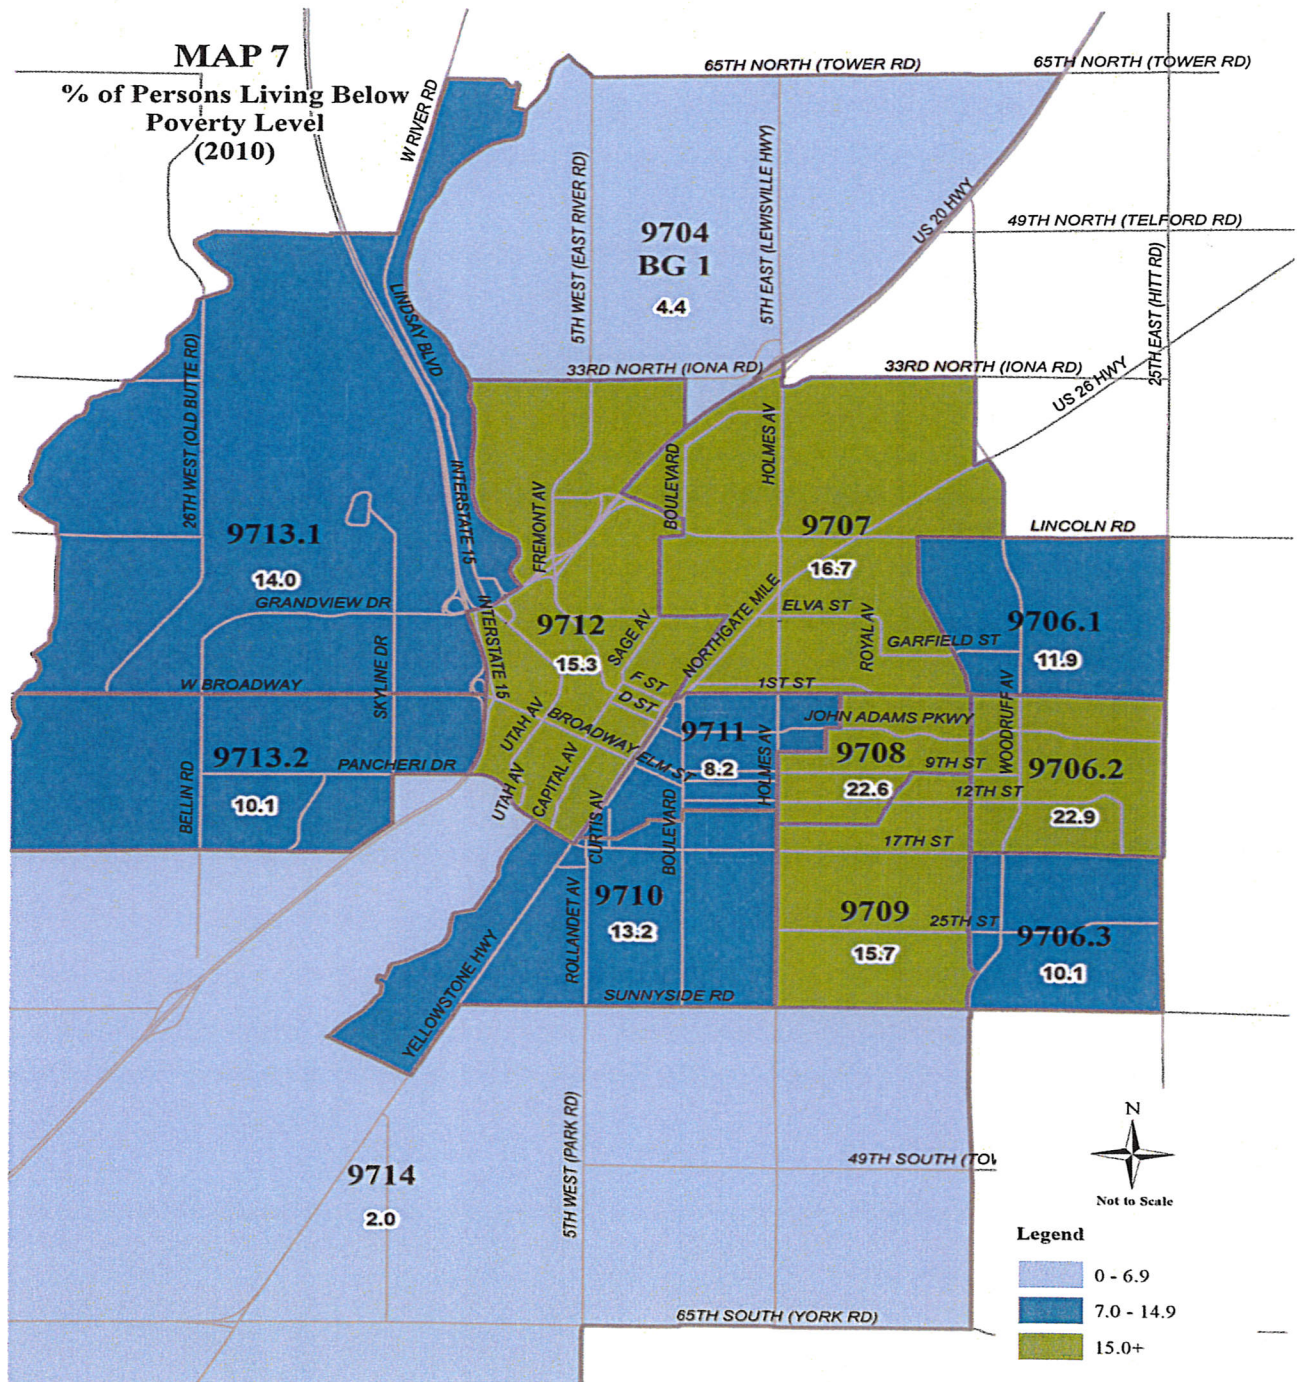 MAP 7
% of Persons Living Below
Poverty Level
(2010)
65TH NORTH (TOWER RD)
65TH NORTH (TOWER RD)
W RIVER RD
5TH WEST (EAST RIVER RD)
5TH EAST (LEWISVILLE HWY)
US 20 HWY
49TH NORTH (TELFORD RD)
25TH EAST (HITT RD)
9704
BG 1
4.4
LINDSAY BLVD
26TH WEST (OLD BUTTE RD)
33RD NORTH (IONA RD)
33RD NORTH (IONA RD)
US 26 HWY
HOLMES AV
BOULEVARD
FREMONT AV
INTERSTATE 15
9713.1
14.0
9707
16.7
LINCOLN RD
GRANDVIEW DR
INTERSTATE 15
9712
15.3
SAGE AV
NORTHGATE MILE
ELVA ST
ROYAL AV
GARFIELD ST
9706.1
11.9
W BROADWAY
SKYLINE DR
F ST
D ST
1ST ST
WOODRUFF AV
UTAH AV
BROADWAY
ELM ST
9711
8.2
HOLMES AV
JOHN ADAMS PKWY
9708
22.6
9TH ST
12TH ST
9706.2
22.9
9713.2
10.1
PANCHERI DR
BELLIN RD
UTAH AV
CAPITAL AV
CURTIS AV
BOULEVARD
17TH ST
9710
13.2
ROLLANDET AV
9709
15.7
25TH ST
9706.3
10.1
YELLOWSTONE HWY
SUNNYSIDE RD
9714
2.0
5TH WEST (PARK RD)
49TH SOUTH (TOW
65TH SOUTH (YORK RD)
N
Not to Scale
Legend
0 - 6.9
7.0 - 14.9
15.0+